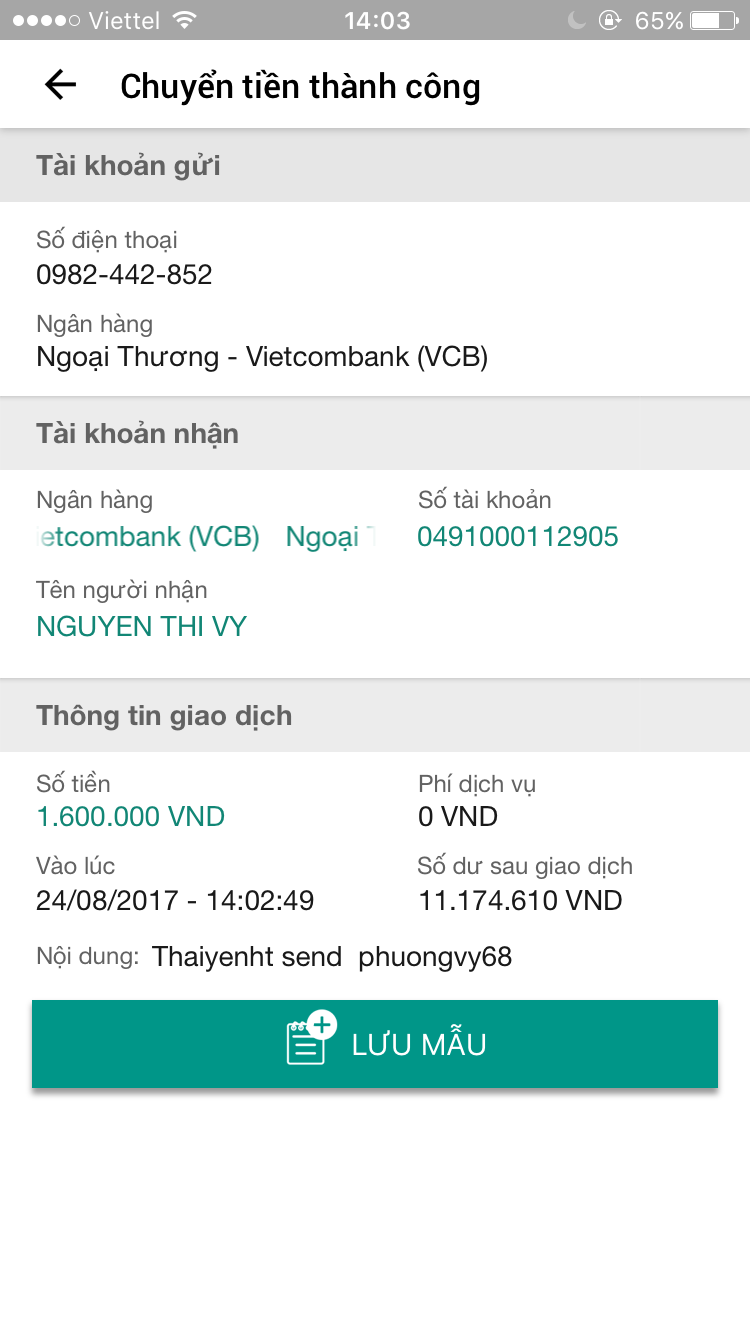 Viettel 14:03 65%
Chuyển tiền thành công
Tài khoản gửi
Số điện thoại
0982-442-852
Ngân hàng
Ngoại Thương - Vietcombank (VCB)
Tài khoản nhận
Ngân hàng Số tài khoản
etcombank (VCB) Ngoại 0491000112905
Tên người nhận
NGUYEN THI VY
Thông tin giao dịch
Số tiền Phí dịch vụ
1.600.000 VND 0 VND
Vào lúc Số dư sau giao dịch
24/08/2017 - 14:02:49 11.174.610 VND
Nội dung: Thaiyenht send phuongvy68
LƯU MẪU